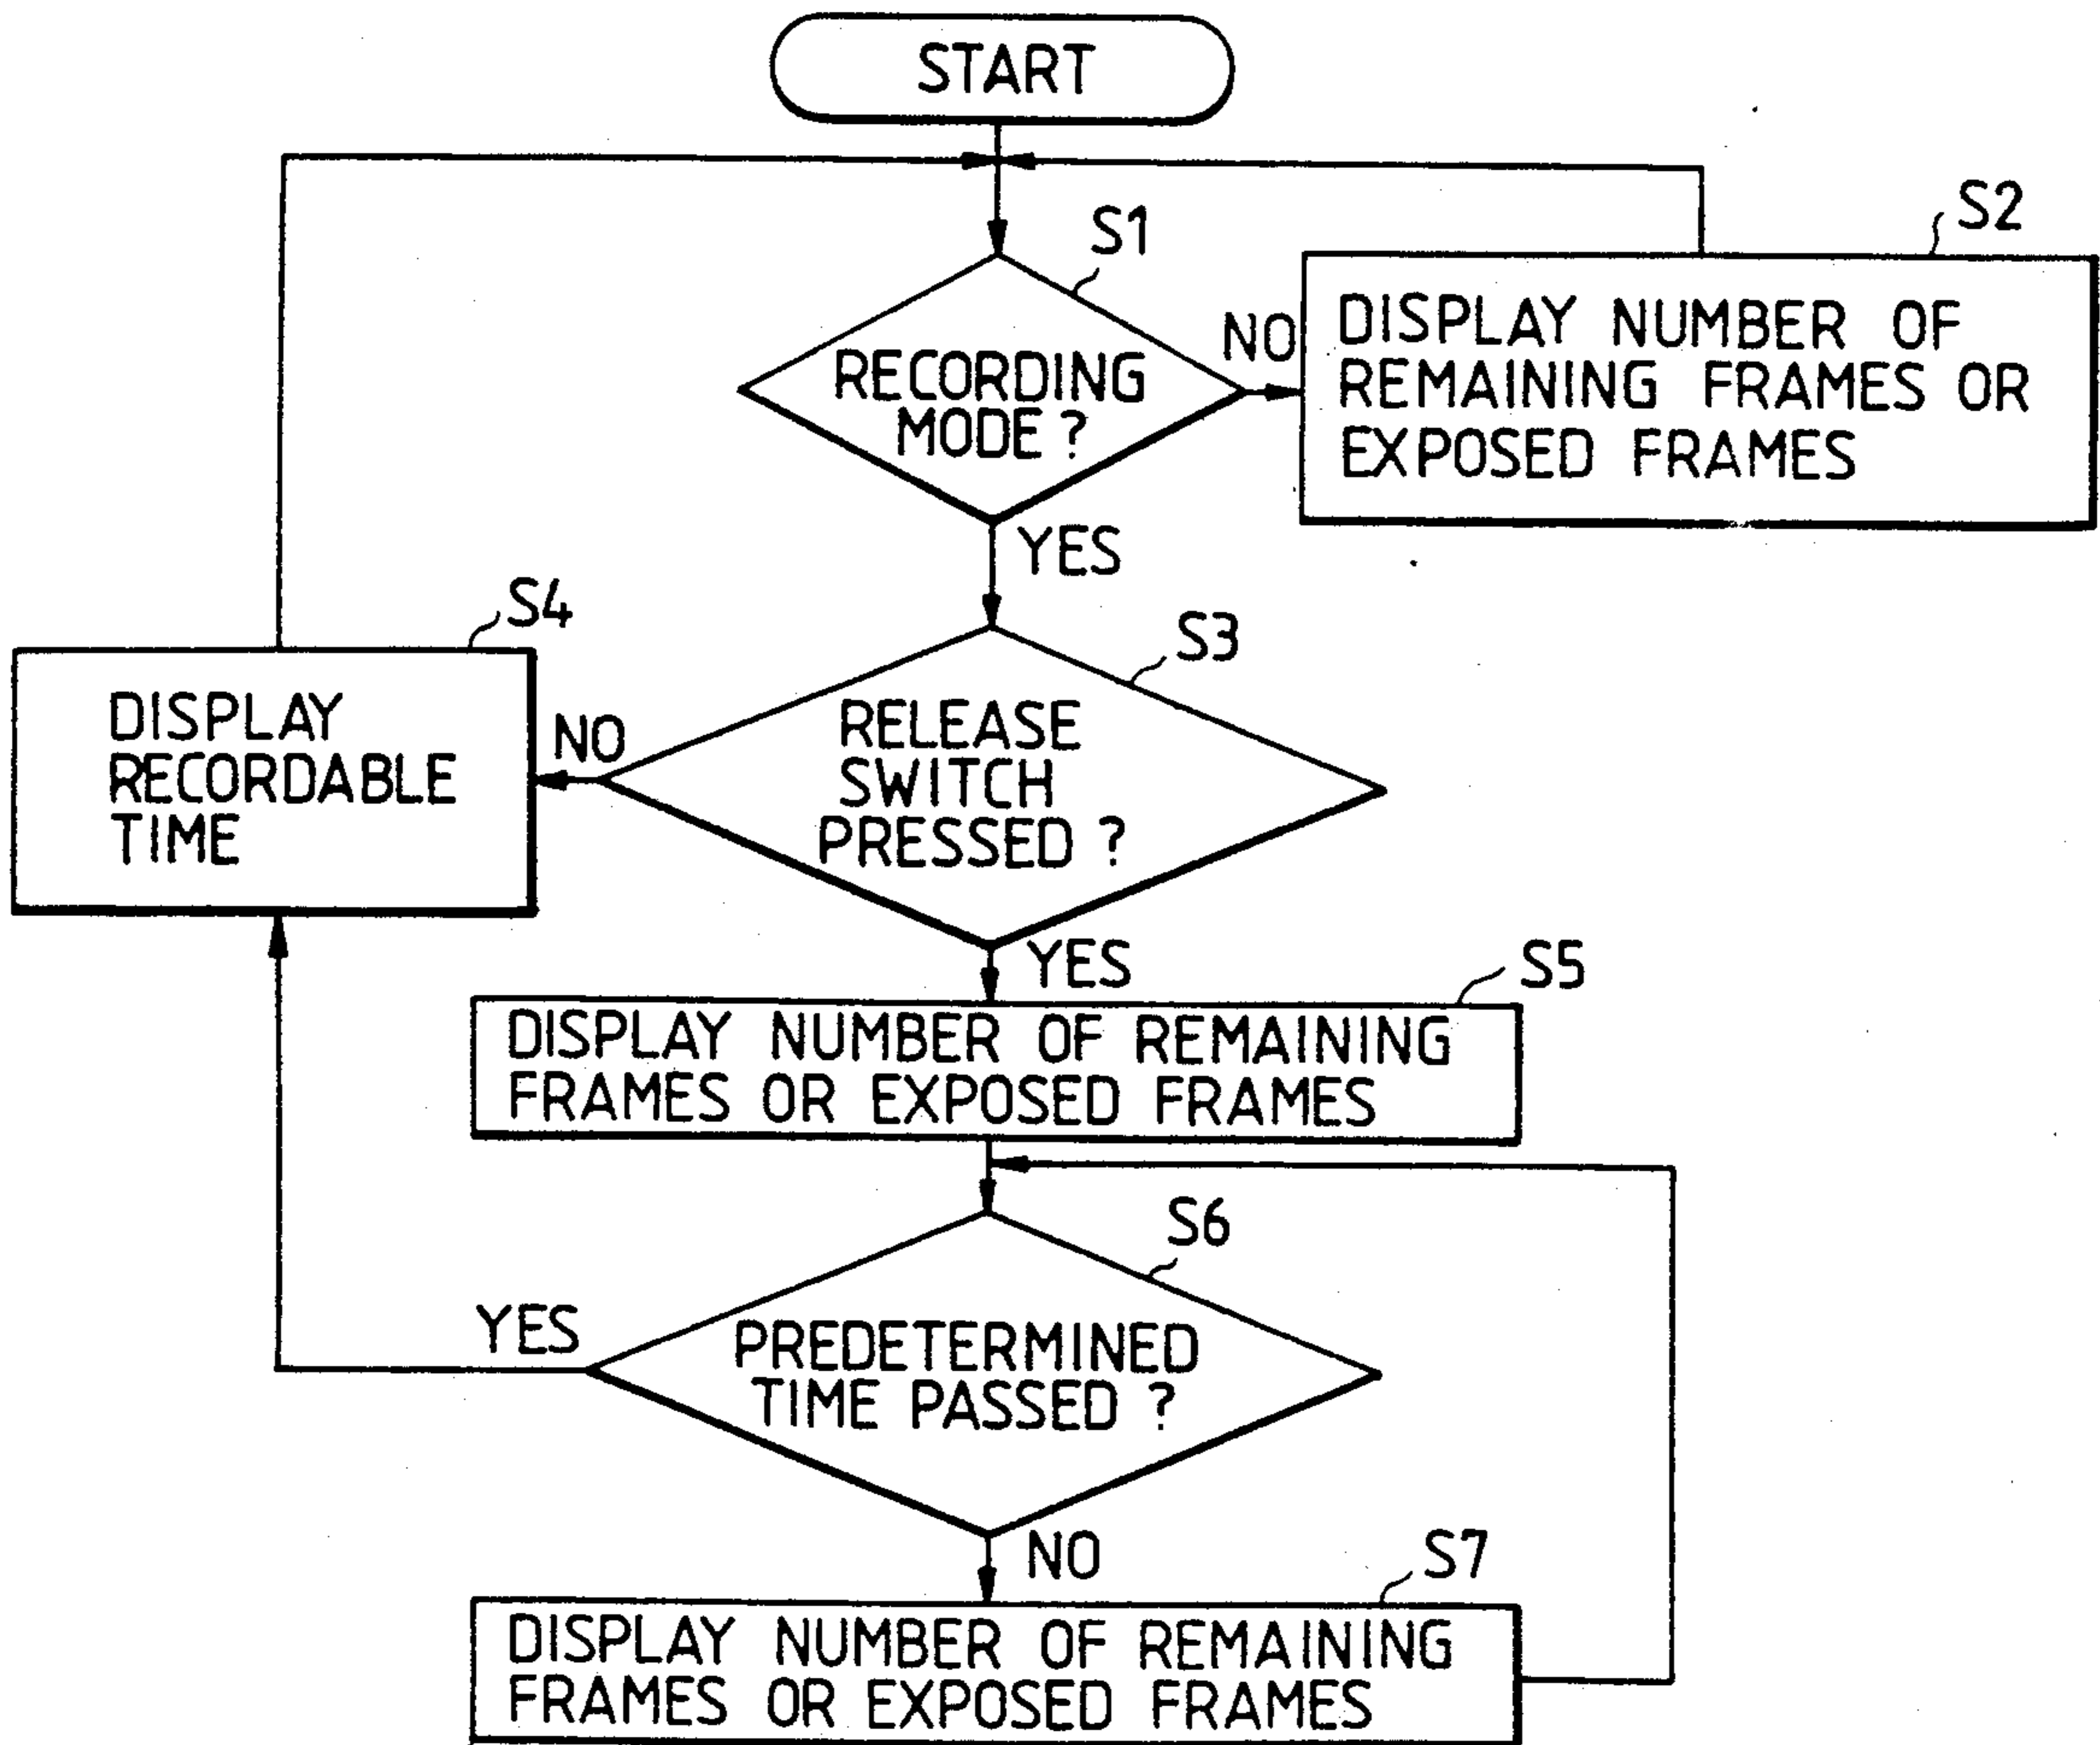 START
S1
S2
RECORDING
MODE ?
NO
DISPLAY NUMBER OF
REMAINING FRAMES OR
EXPOSED FRAMES
YES
S4
S3
DISPLAY
RECORDABLE
TIME
NO
RELEASE
SWITCH
PRESSED ?
YES
S5
DISPLAY NUMBER OF REMAINING
FRAMES OR EXPOSED FRAMES
S6
YES
PREDETERMINED
TIME PASSED ?
NO
S7
DISPLAY NUMBER OF REMAINING
FRAMES OR EXPOSED FRAMES